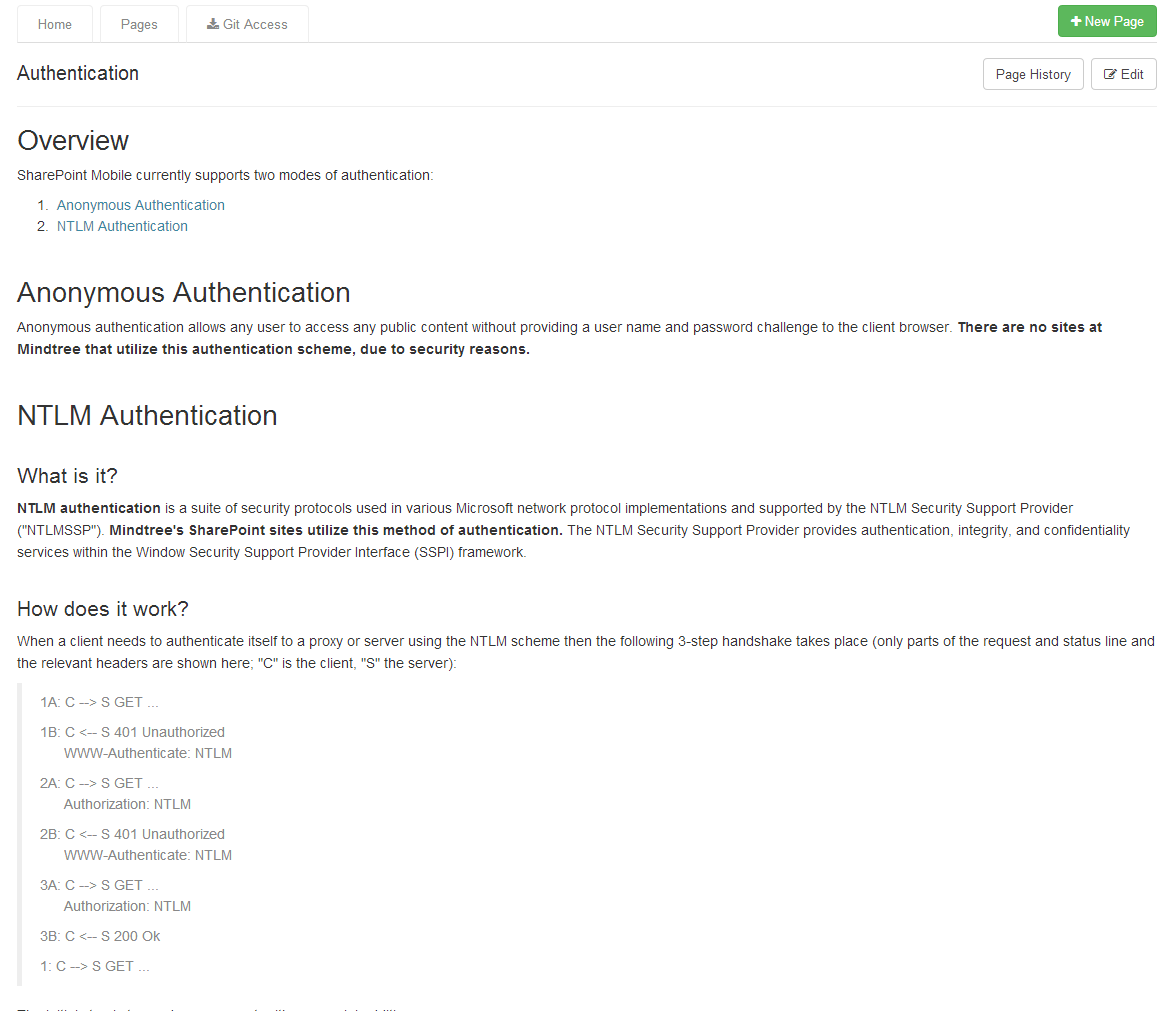 Home
Pages
Git Access
New Page
Authentication
Page History
Edit
Overview
SharePoint Mobile currently supports two modes of authentication:
1. Anonymous Authentication
2. NTLM Authentication
Anonymous Authentication
Anonymous authentication allows any user to access any public content without providing a user name and password challenge to the client browser. There are no sites at
Mindtree that utilize this authentication scheme, due to security reasons.
NTLM Authentication
What is it?
NTLM authentication is a suite of security protocols used in various Microsoft network protocol implementations and supported by the NTLM Security Support Provider
("NTLMSSP"). Mindtree's SharePoint sites utilize this method of authentication. The NTLM Security Support Provider provides authentication, integrity, and confidentiality
services within the Window Security Support Provider Interface (SSPI) framework.
How does it work?
When a client needs to authenticate itself to a proxy or server using the NTLM scheme then the following 3-step handshake takes place (only parts of the request and status line and
the relevant headers are shown here; "C" is the client, "S" the server):
1A: C --> S GET ...
1B: C <-- S 401 Unauthorized
WWW-Authenticate: NTLM
2A: C --> S GET ...
Authorization: NTLM
2B: C <-- S 401 Unauthorized
WWW-Authenticate: NTLM
3A: C --> S GET ...
Authorization: NTLM
3B: C <-- S 200 Ok
1: C --> S GET ...